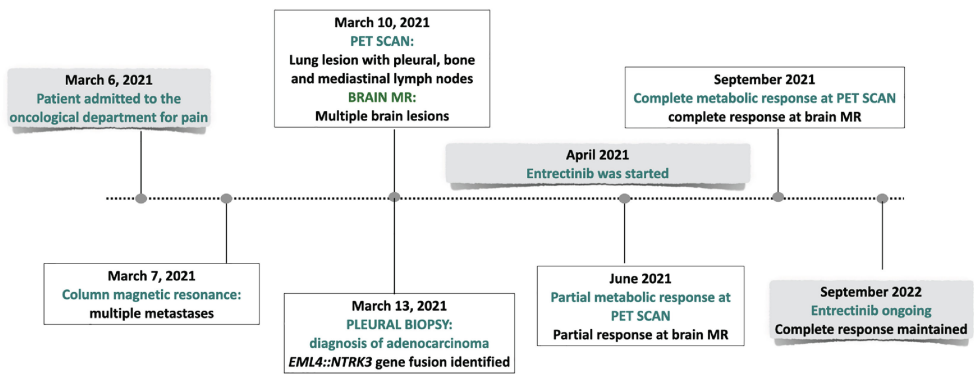 March 6, 2021
Patient admitted to the
oncological department for pain
March 7, 2021
Column magnetic resonance:
multiple metastases
March 10, 2021
PET SCAN:
Lung lesion with pleural, bone
and mediastinal lymph nodes
BRAIN MR:
Multiple brain lesions
March 13, 2021
PLEURAL BIOPSY:
diagnosis of adenocarcinoma
EML4::NTRK3 gene fusion identified
April 2021
Entrectinib was started
June 2021
Partial metabolic response at
PET SCAN
Partial response at brain MR
September 2021
Complete metabolic response at PET SCAN
complete response at brain MR
September 2022
Entrectinib ongoing
Complete response maintained